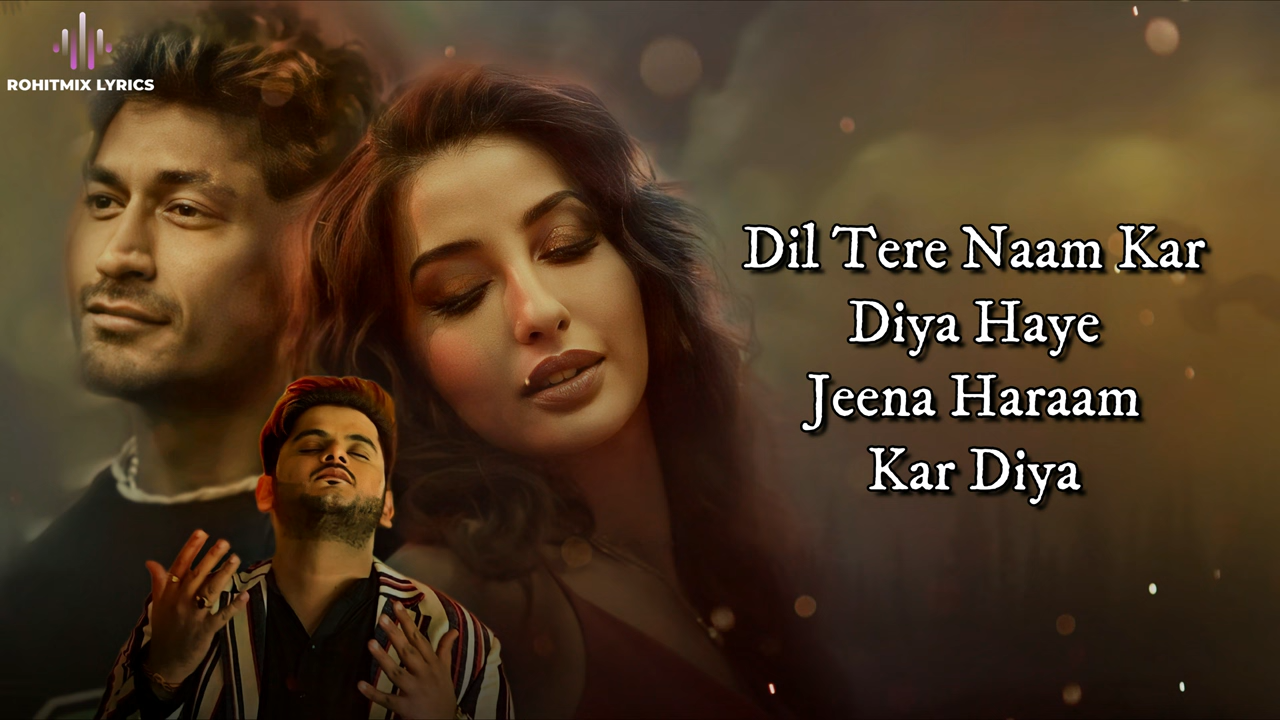 ROHITMIX LYRICS
Dil Tere Naam Kar
Diya Haye
Jeena Haraam
Kar Diya